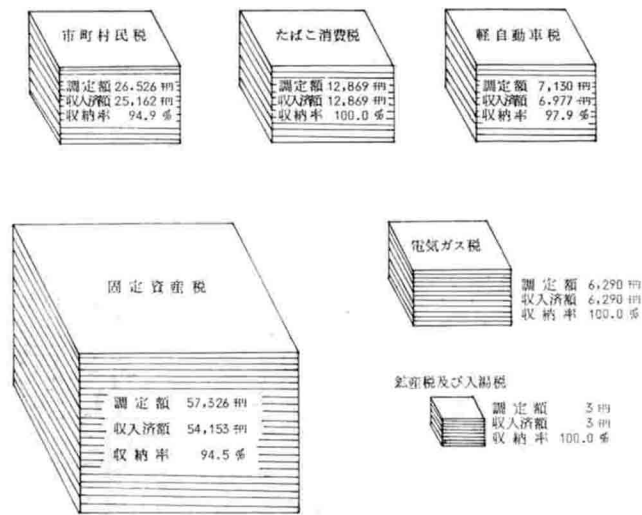 市町村民税
調定額 26,526 千円
収入済額 25,162 千円
収納率 94.9 %
たばこ消費税
調定額 12,869 千円
収入済額 12,869 千円
収納率 100.0 %
軽自動車税
調定額 7,130 千円
収入済額 6,977 千円
収納率 97.9 %
固定資産税
調定額 57,326 千円
収入済額 54,153 千円
収納率 94.5 %
電気ガス税
調定額 6,290 千円
収入済額 6,290 千円
収納率 100.0 %
鉱産税及び入湯税
調定額 3 千円
収入済額 3 千円
収納率 100.0 %